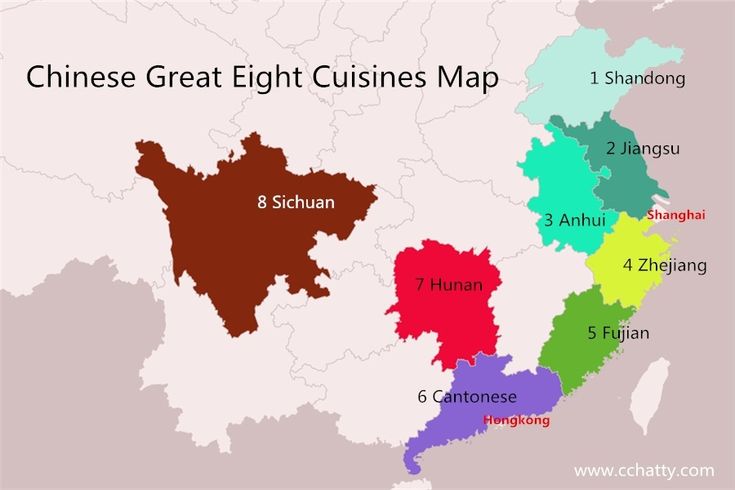 Chinese Great Eight Cuisines Map
1 Shandong
2 Jiangsu
8 Sichuan
3 Anhui
Shanghai
4 Zhejiang
7 Hunan
5 Fujian
6 Cantonese
Hongkong
www.cchatty.com